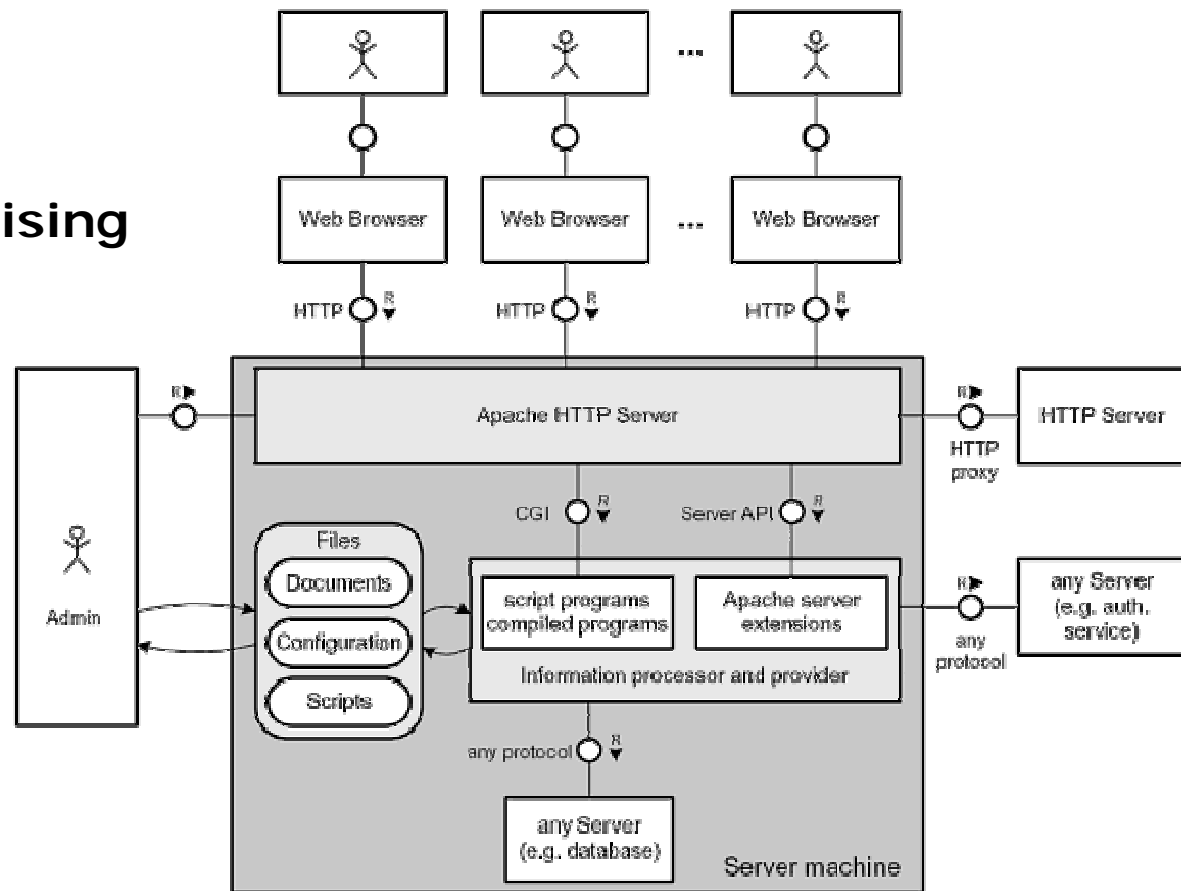 ...
ising
Web Browser
Web Browser
...
Web Browser
HTTP
R
HTTP
R
HTTP
R
R
Apache HTTP Server
R
HTTP Server
HTTP
proxy
CGI
R
Server API
R
Files
Documents
Configuration
Scripts
Admin
script programs
compiled programs
Apache server
extensions
Information processor and provider
R
any
protocol
any Server
(e.g. auth.
service)
any protocol
R
any Server
(e.g. database)
Server machine